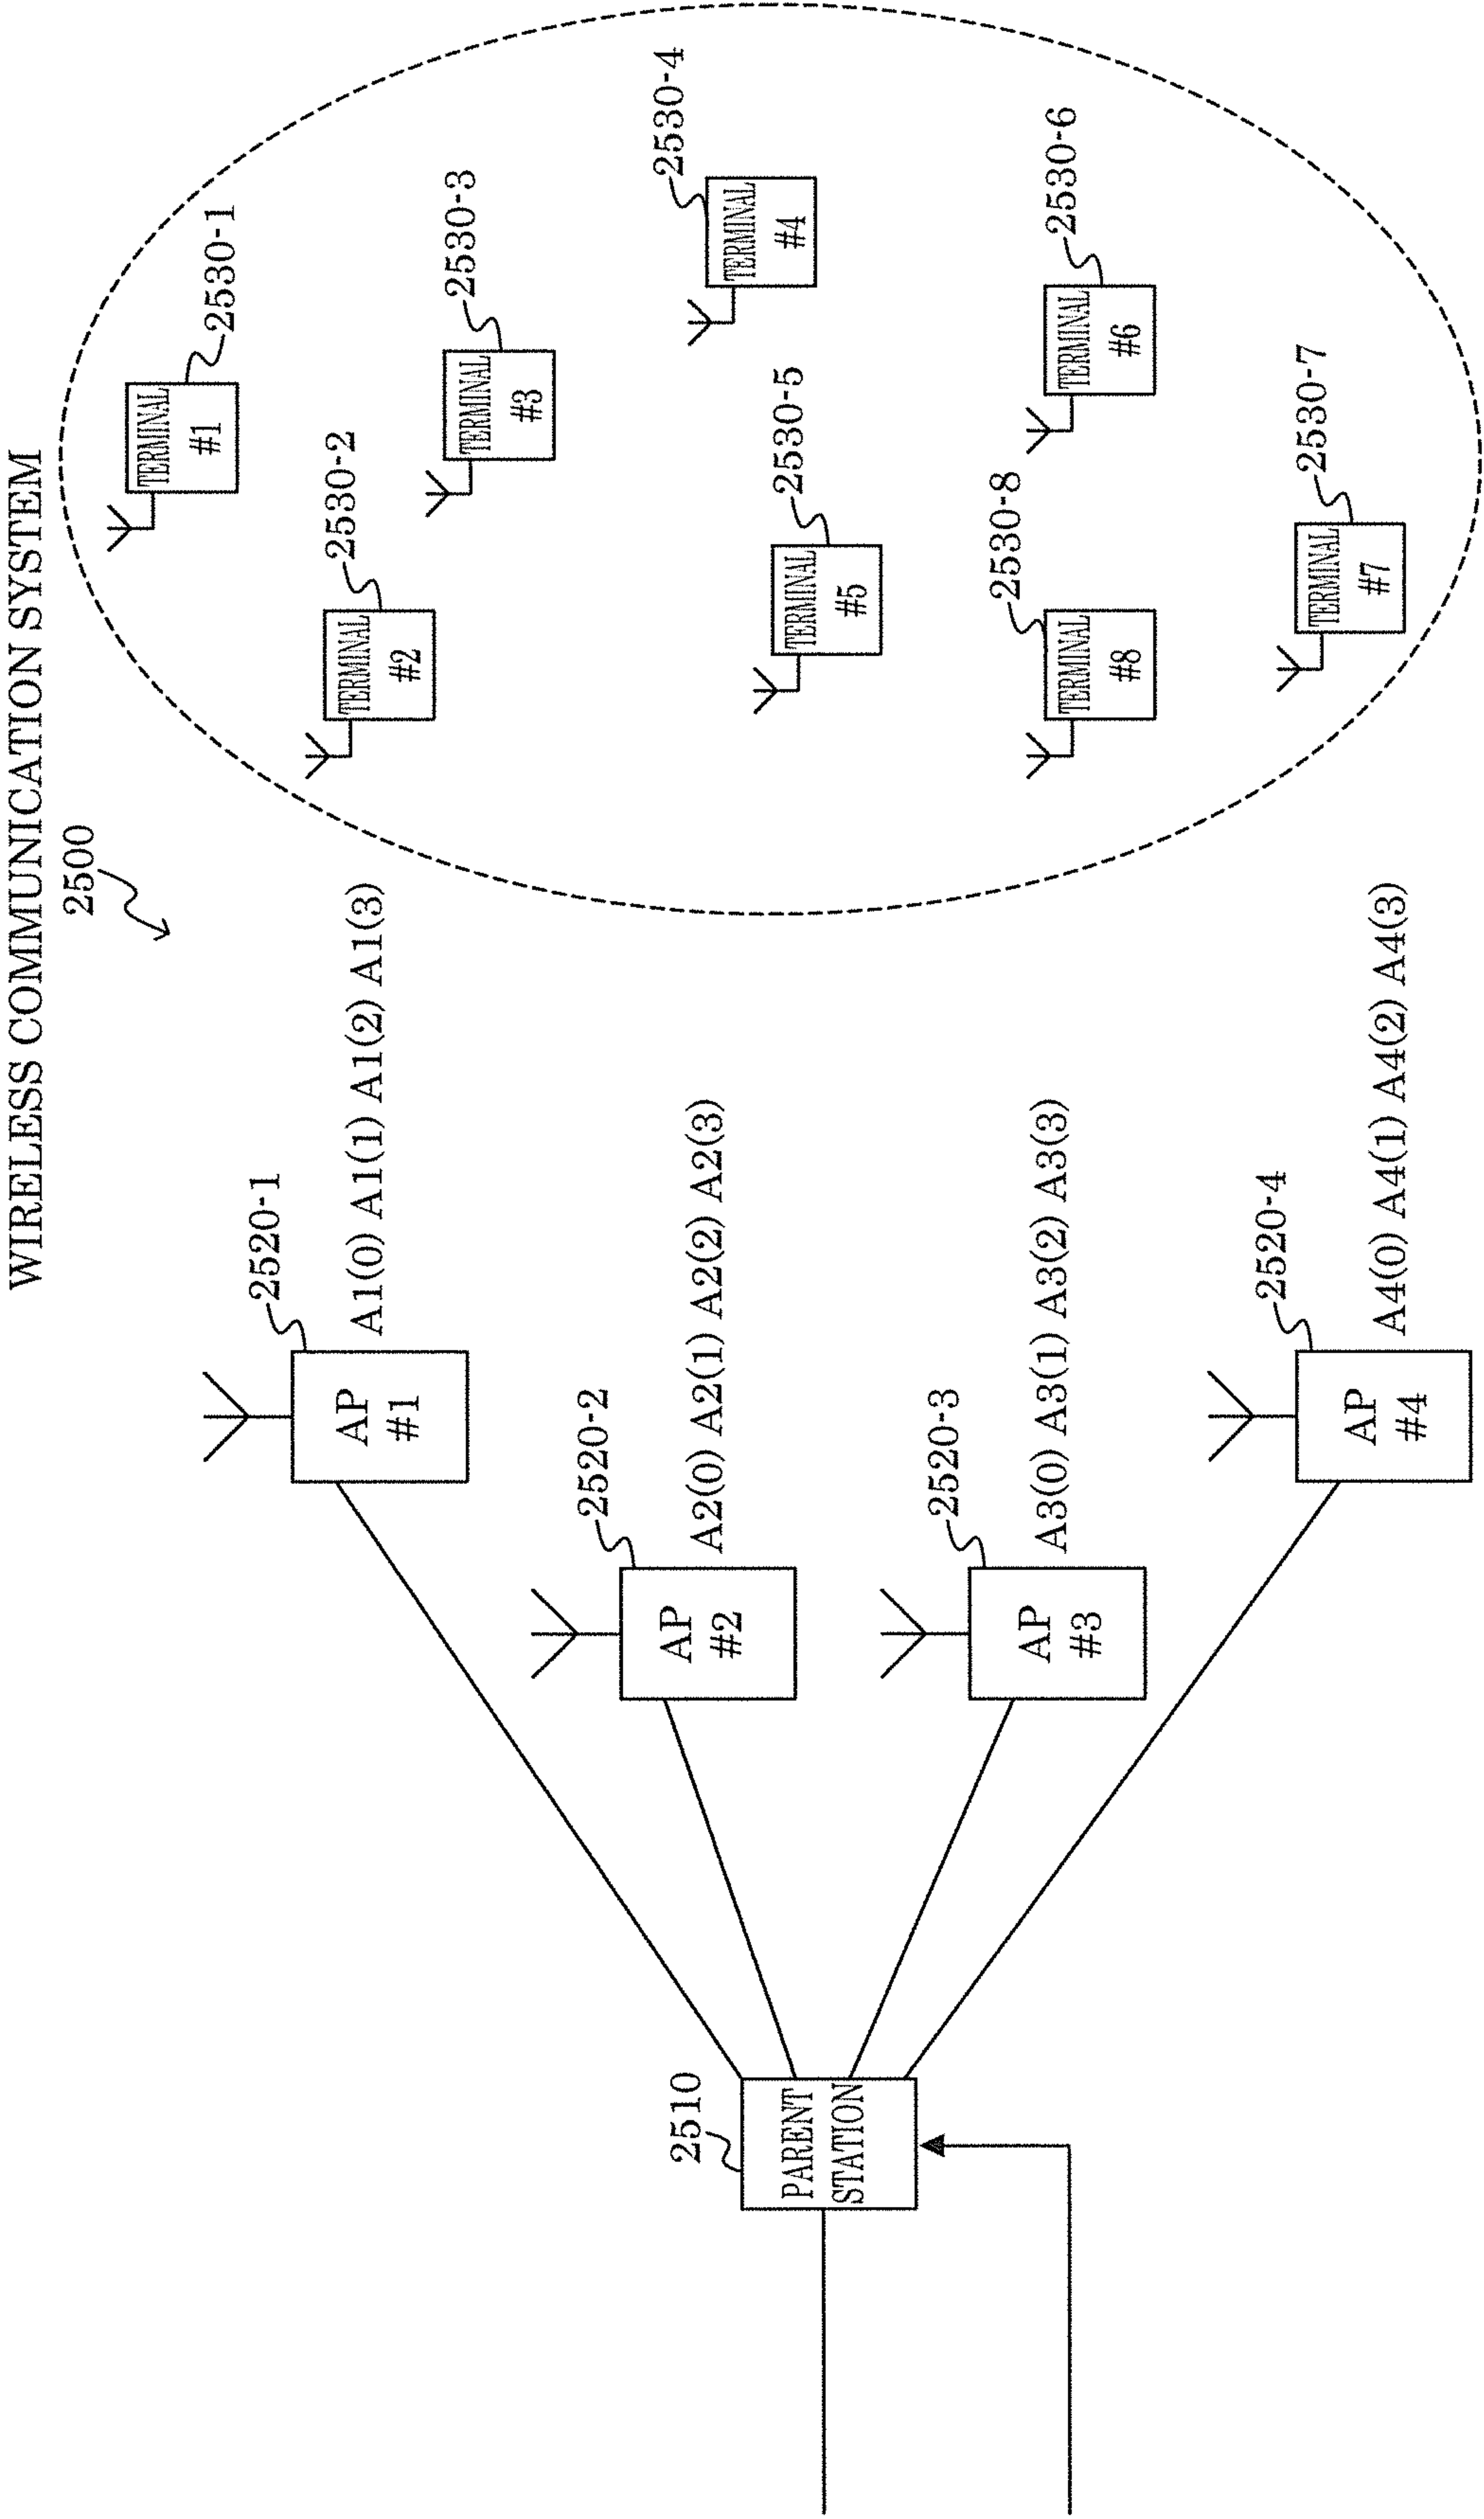 WIRELESS COMMUNICATION SYSTEM
2500
2510
PARENT
STATION
2520-1
AP
#1
A1(0) A1(1) A1(2) A1(3)
2520-2
AP
#2
A2(0) A2(1) A2(2) A2(3)
2520-3
AP
#3
A3(0) A3(1) A3(2) A3(3)
2520-4
AP
#4
A4(0) A4(1) A4(2) A4(3)
2530-1
TERMINAL
#1
2530-2
TERMINAL
#2
2530-3
TERMINAL
#3
2530-4
TERMINAL
#4
2530-5
TERMINAL
#5
2530-6
TERMINAL
#6
2530-8
TERMINAL
#8
2530-7
TERMINAL
#7